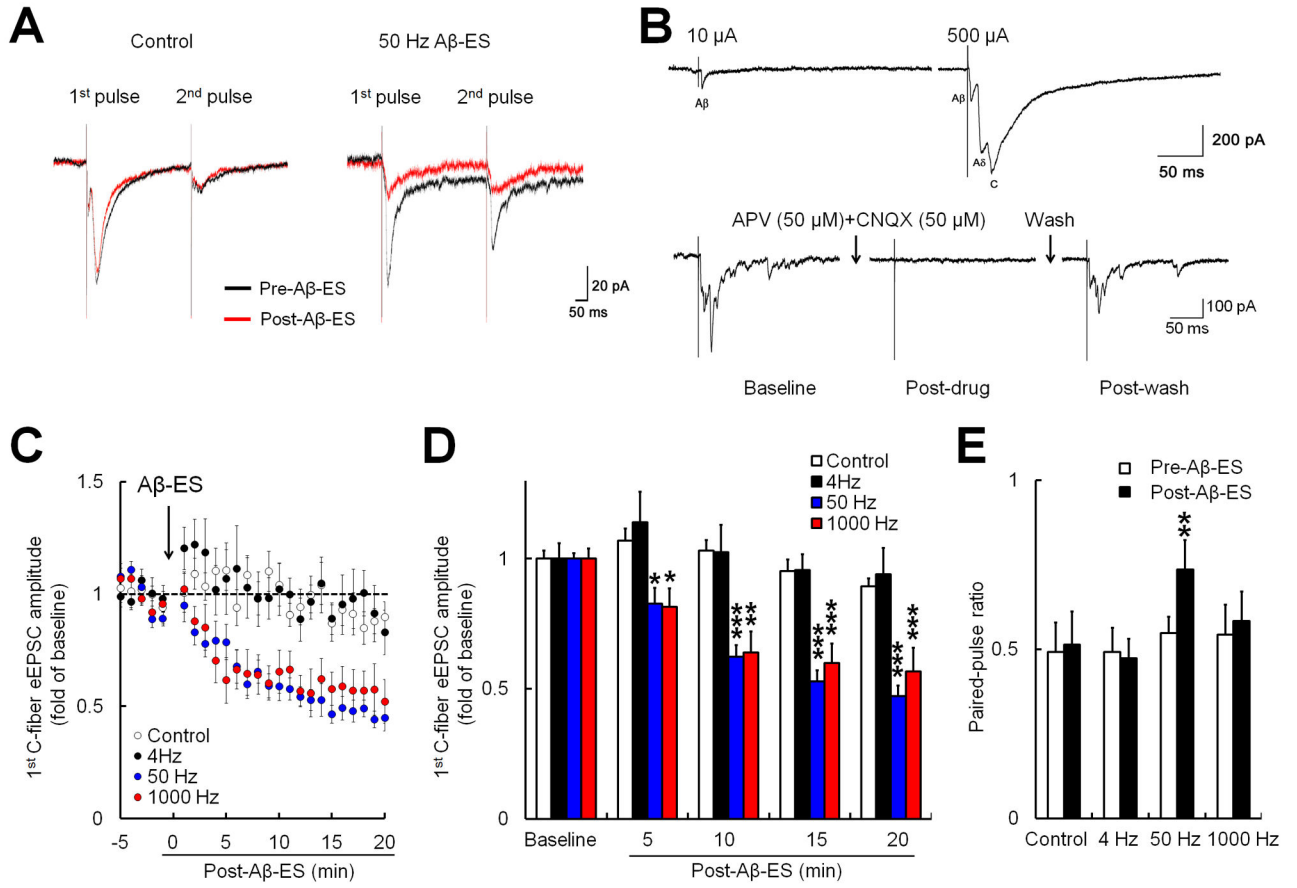 A
Control
50 Hz Aβ-ES
1st pulse
2nd pulse
1st pulse
2nd pulse
Pre-Aβ-ES
Post-Aβ-ES
20 pA
50 ms
B
10 µA
500 µA
Aβ
Aβ
Aδ
C
200 pA
50 ms
APV (50 µM)+CNQX (50 µM)
Wash
100 pA
50 ms
Baseline
Post-drug
Post-wash
C
1st C-fiber eEPSC amplitude
(fold of baseline)
1.5
1
0.5
0
Aβ-ES
Control
4Hz
50 Hz
1000 Hz
-5 0 5 10 15 20
Post-Aβ-ES (min)
D
1st C-fiber eEPSC amplitude
(fold of baseline)
1
0.5
0
Control
4Hz
50 Hz
1000 Hz
* *
*** **
*** ***
*** ***
Baseline 5 10 15 20
Post-Aβ-ES (min)
E
Paired-pulse ratio
1
0.5
0
Pre-Aβ-ES
Post-Aβ-ES
**
Control 4 Hz 50 Hz 1000 Hz